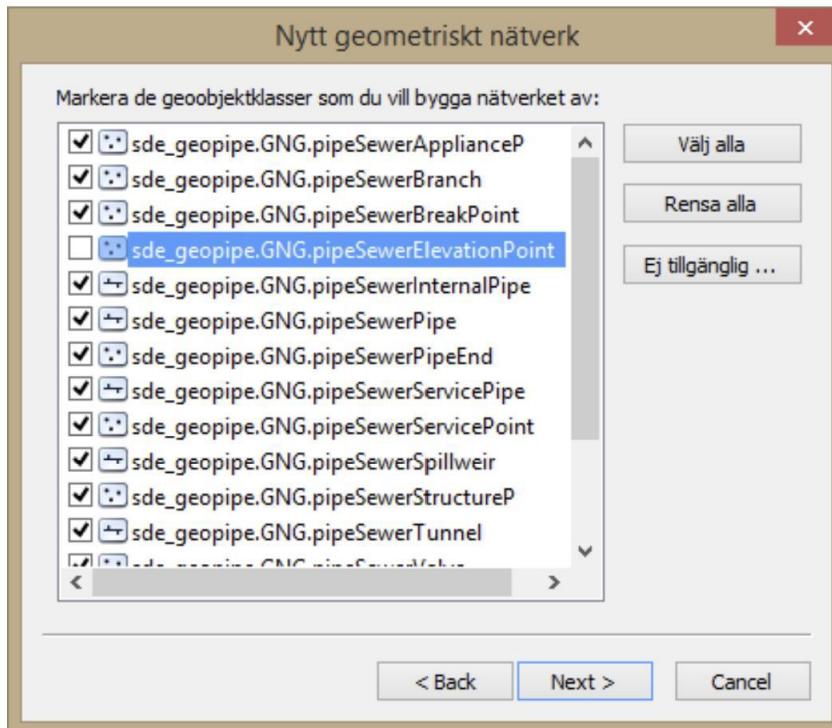 Nytt geometriskt nätverk
Markera de geoobjektklasser som du vill bygga nätverket av:
sde_geopipe.GNG.pipeSewerApplianceP
sde_geopipe.GNG.pipeSewerBranch
sde_geopipe.GNG.pipeSewerBreakPoint
sde_geopipe.GNG.pipeSewerElevationPoint
sde_geopipe.GNG.pipeSewerInternalPipe
sde_geopipe.GNG.pipeSewerPipe
sde_geopipe.GNG.pipeSewerPipeEnd
sde_geopipe.GNG.pipeSewerServicePipe
sde_geopipe.GNG.pipeSewerServicePoint
sde_geopipe.GNG.pipeSewerSpillweir
sde_geopipe.GNG.pipeSewerStructureP
sde_geopipe.GNG.pipeSewerTunnel
Välj alla
Rensa alla
Ej tillgänglig ...
< Back
Next >
Cancel